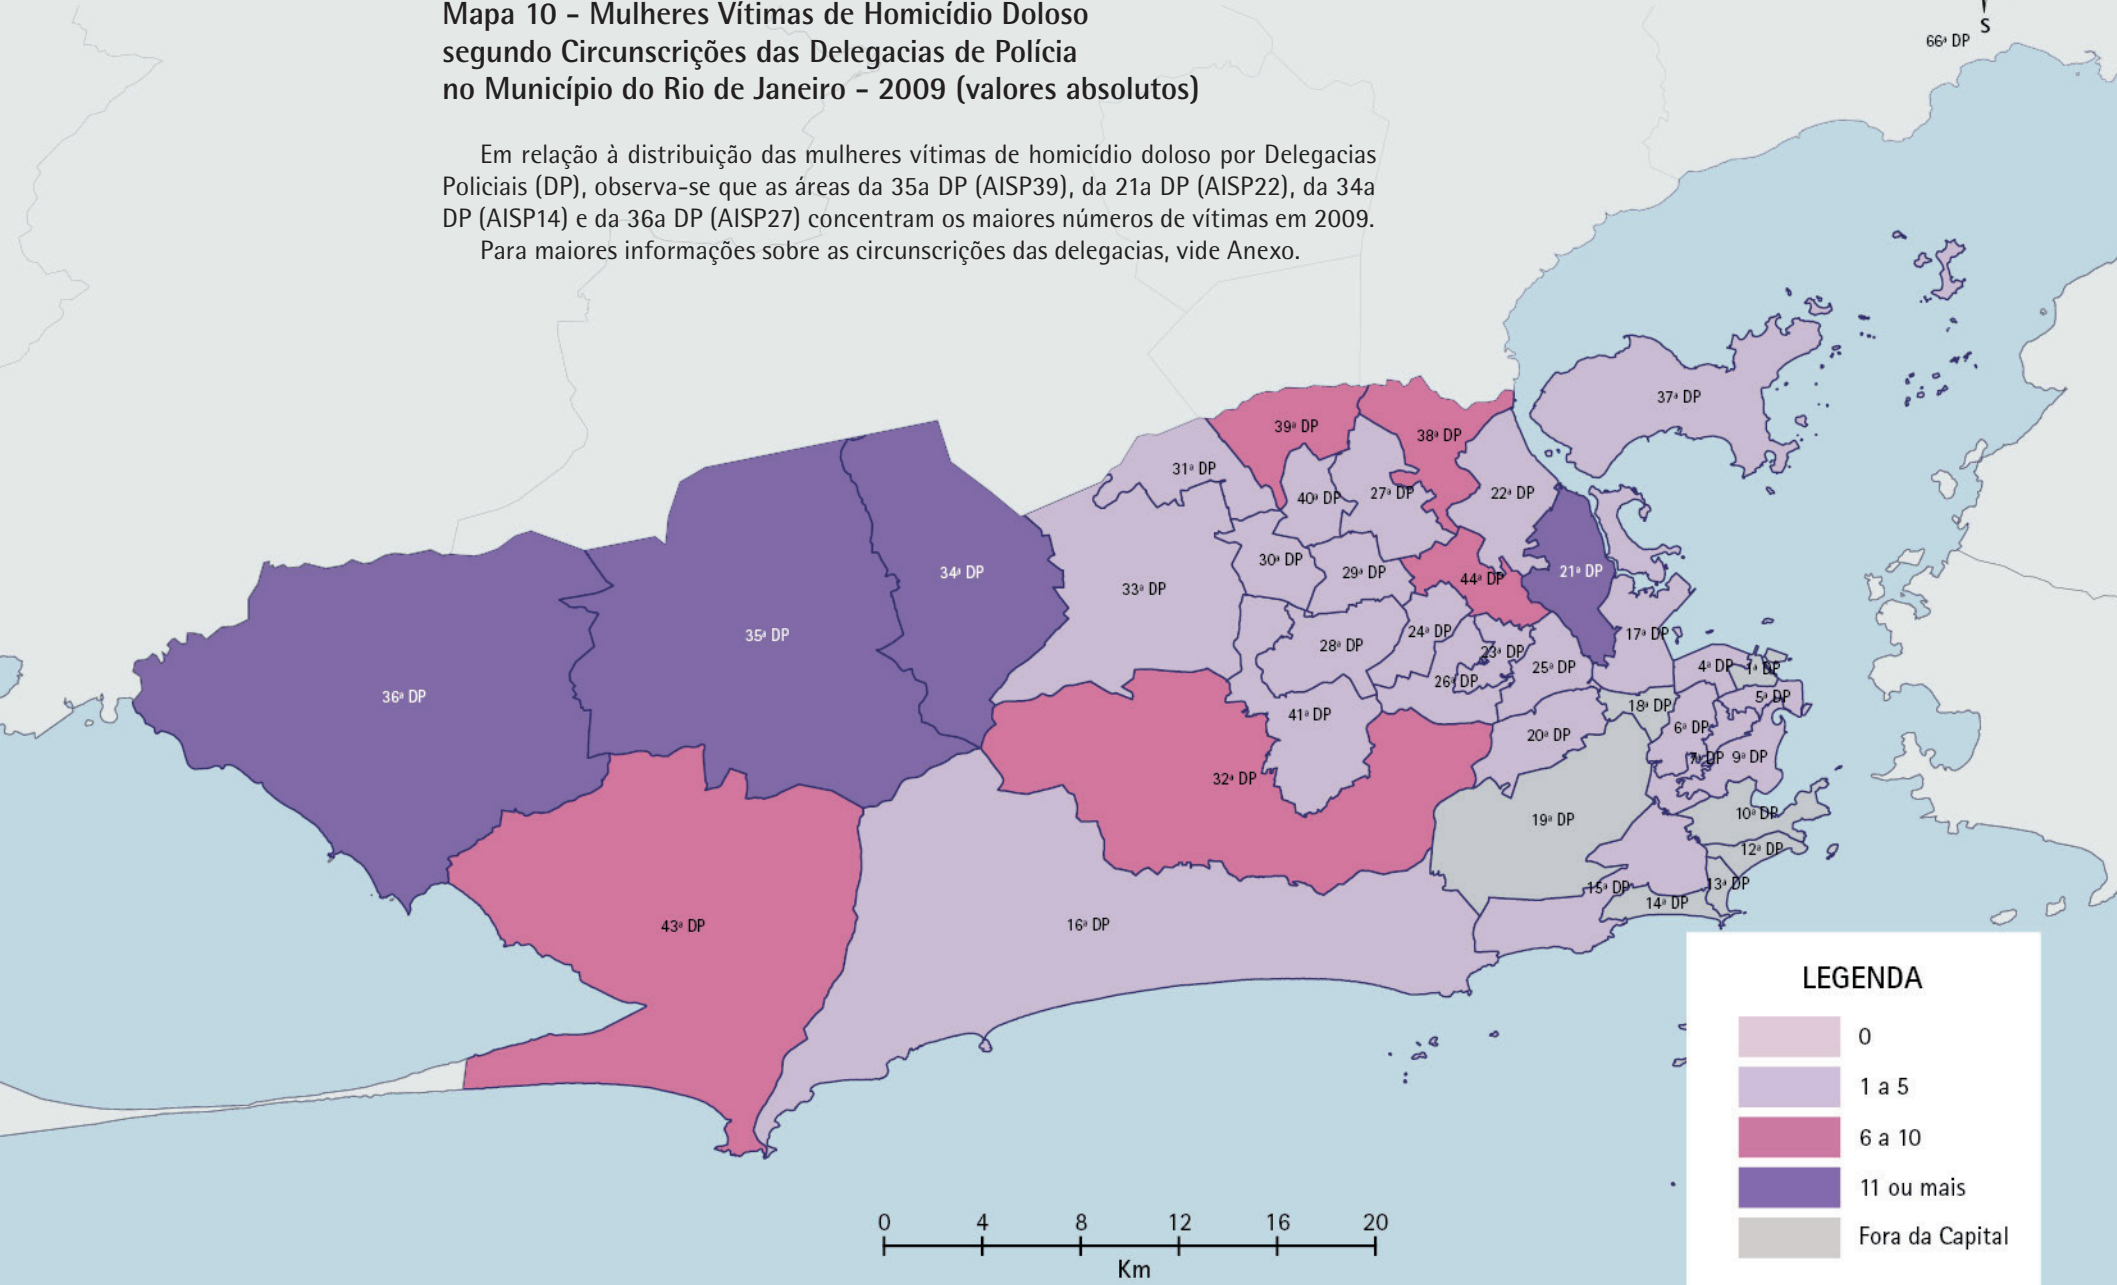 Mapa 10 - Mulheres Vítimas de Homicídio Doloso
segundo Circunscrições das Delegacias de Polícia
no Município do Rio de Janeiro - 2009 (valores absolutos)
Em relação à distribuição das mulheres vítimas de homicídio doloso por Delegacias
Policiais (DP), observa-se que as áreas da 35a DP (AISP39), da 21a DP (AISP22), da 34a
DP (AISP14) e da 36a DP (AISP27) concentram os maiores números de vítimas em 2009.
Para maiores informações sobre as circunscrições das delegacias, vide Anexo.
S
66ª DP
37ª DP
39ª DP
38ª DP
31ª DP
40ª DP
27ª DP
22ª DP
30ª DP
29ª DP
44ª DP
21ª DP
34ª DP
33ª DP
35ª DP
28ª DP
24ª DP
23ª DP
17ª DP
25ª DP
26ª DP
4ª DP
1ª DP
36ª DP
5ª DP
18ª DP
41ª DP
6ª DP
20ª DP
7ª DP
9ª DP
32ª DP
19ª DP
10ª DP
12ª DP
15ª DP
13ª DP
14ª DP
43ª DP
16ª DP
LEGENDA
0
1 a 5
6 a 10
11 ou mais
Fora da Capital
0 4 8 12 16 20
Km